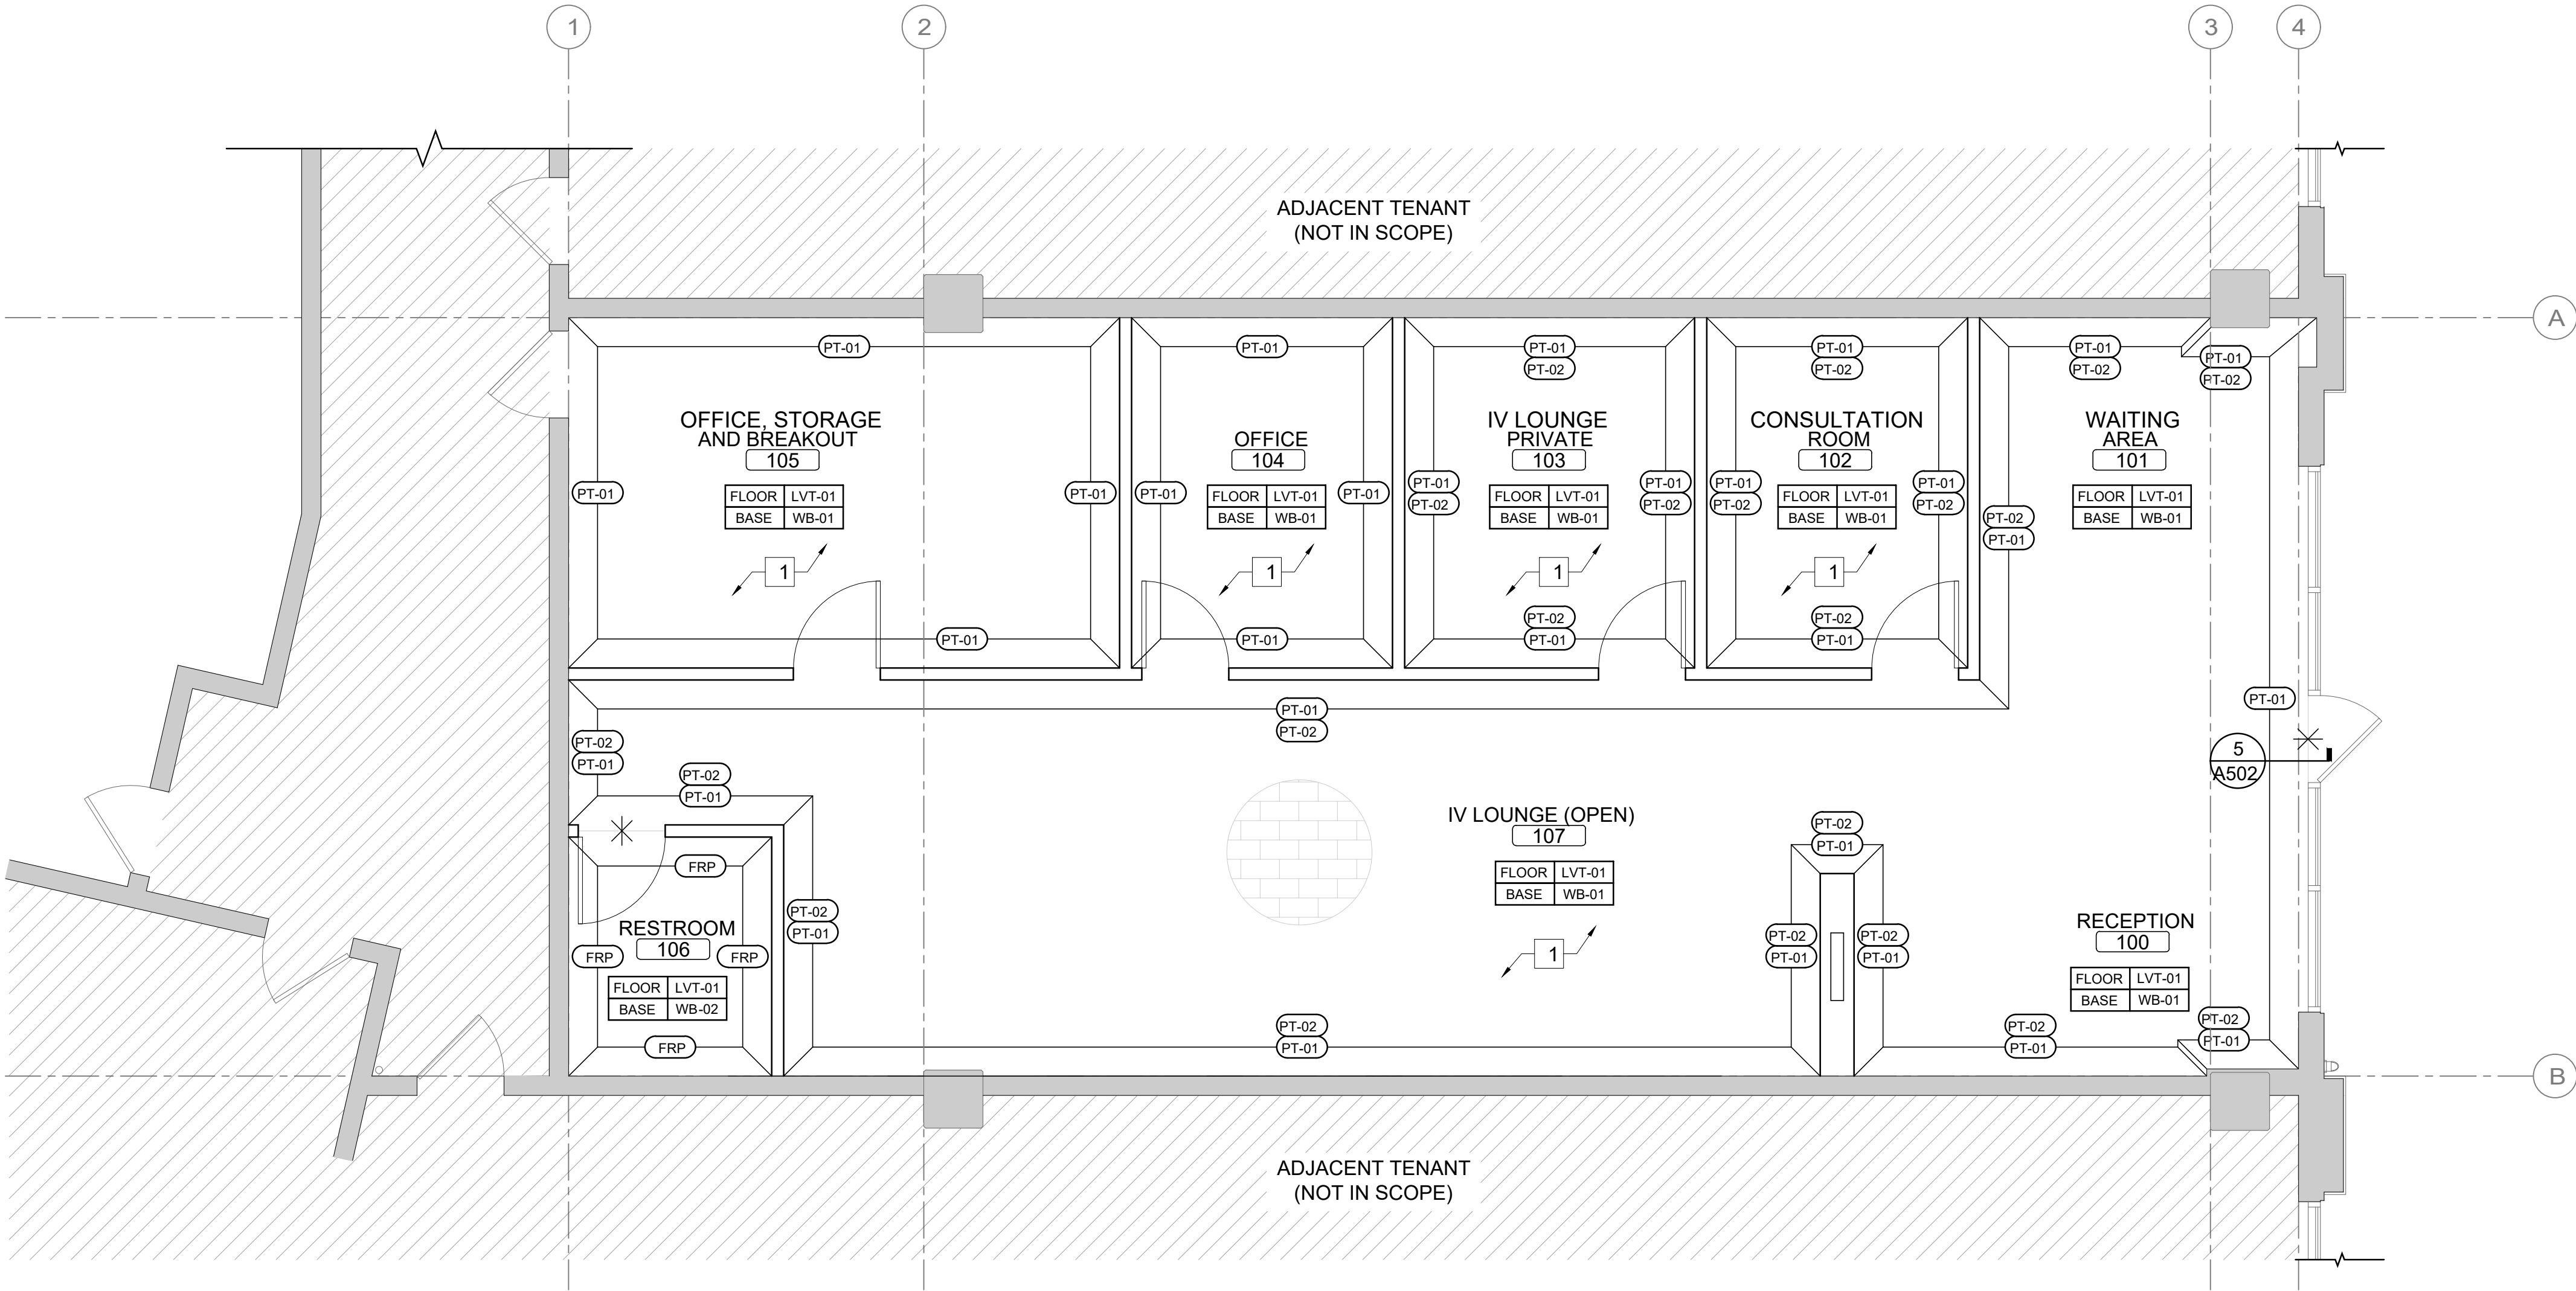 1
2
3
4
ADJACENT TENANT
(NOT IN SCOPE)
A
PT-01
PT-01
PT-01
PT-02
PT-01
PT-02
PT-01
PT-02
PT-01
PT-02
OFFICE, STORAGE
AND BREAKOUT
105
FLOOR LVT-01
BASE WB-01
1
PT-01
PT-01
PT-01
OFFICE
104
FLOOR LVT-01
BASE WB-01
1
PT-01
PT-01
PT-01
IV LOUNGE
PRIVATE
103
FLOOR LVT-01
BASE WB-01
1
PT-01
PT-02
PT-01
PT-02
PT-02
PT-01
CONSULTATION
ROOM
102
FLOOR LVT-01
BASE WB-01
1
PT-01
PT-02
PT-01
PT-02
PT-02
PT-01
WAITING
AREA
101
FLOOR LVT-01
BASE WB-01
PT-02
PT-01
PT-01
PT-01
PT-02
5
A502
PT-02
PT-01
PT-02
PT-01
FRP
RESTROOM
106
FRP
FRP
FLOOR LVT-01
BASE WB-02
FRP
PT-02
PT-01
IV LOUNGE (OPEN)
107
FLOOR LVT-01
BASE WB-01
1
PT-02
PT-01
PT-02
PT-01
PT-02
PT-01
PT-02
PT-01
RECEPTION
100
FLOOR LVT-01
BASE WB-01
PT-02
PT-01
PT-02
PT-01
B
ADJACENT TENANT
(NOT IN SCOPE)